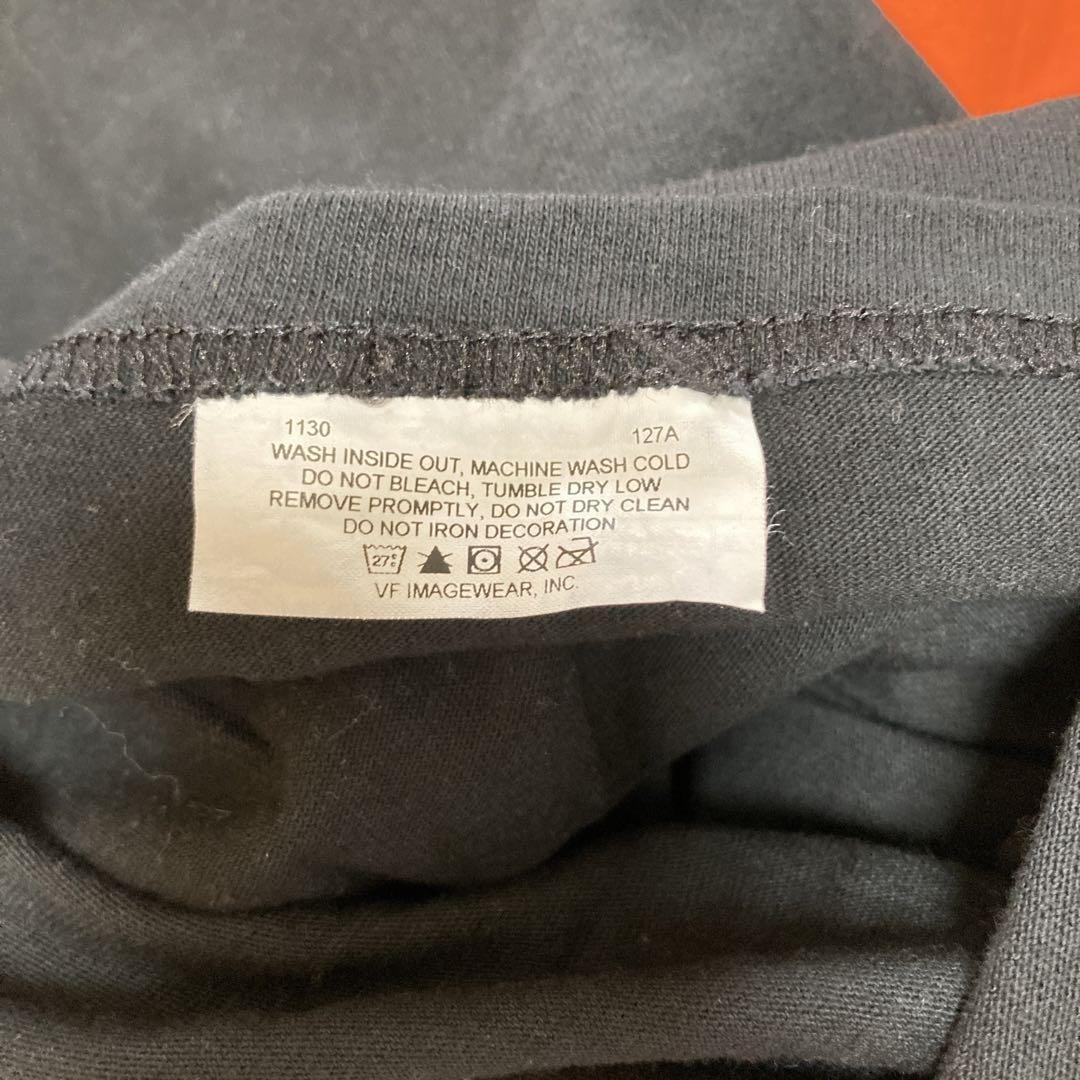 1130 127A
WASH INSIDE OUT, MACHINE WASH COLD
DO NOT BLEACH, TUMBLE DRY LOW
REMOVE PROMPTLY, DO NOT DRY CLEAN
DO NOT IRON DECORATION
27°C
VF IMAGEWEAR, INC.